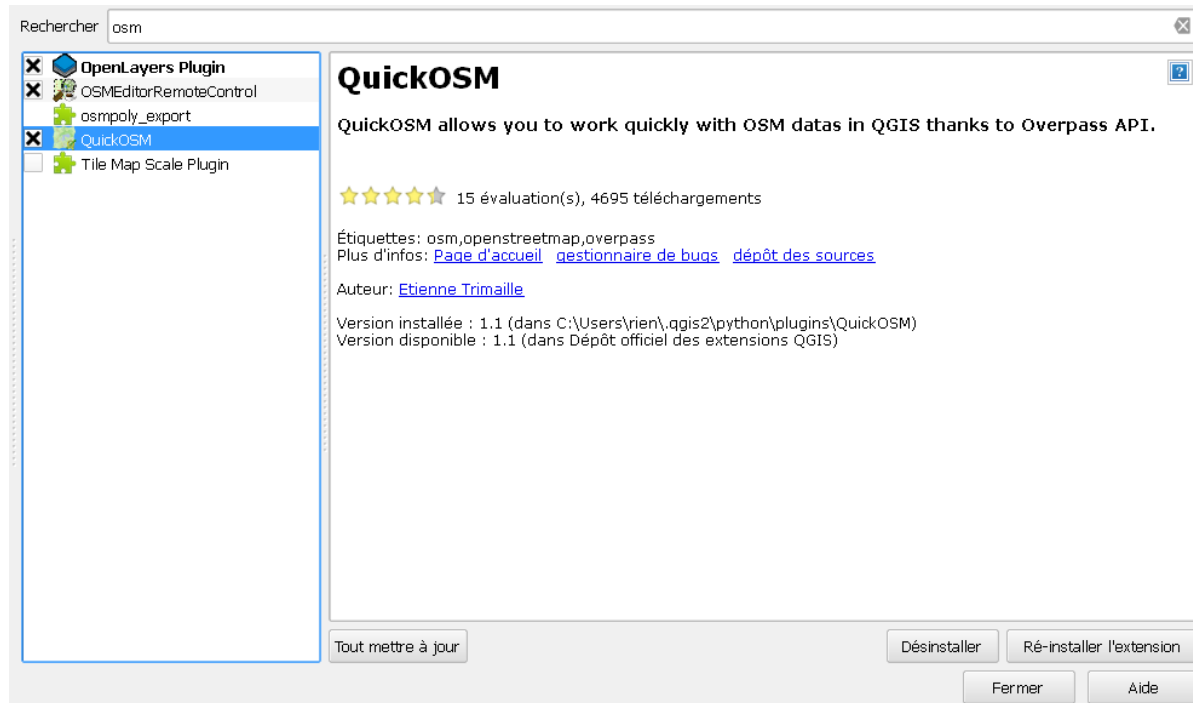 Rechercher osm
OpenLayers Plugin
OSMEditorRemoteControl
osmpoly_export
QuickOSM
Tile Map Scale Plugin
QuickOSM
?
QuickOSM allows you to work quickly with OSM datas in QGIS thanks to Overpass API.
15 évaluation(s), 4695 téléchargements
Étiquettes: osm,openstreetmap,overpass
Plus d'infos: Page d'accueil gestionnaire de bugs dépôt des sources
Auteur: Etienne Trimaille
Version installée : 1.1 (dans C:\Users\rien\.qgis2\python\plugins\QuickOSM)
Version disponible : 1.1 (dans Dépôt officiel des extensions QGIS)
Tout mettre à jour Désinstaller Ré-installer l'extension
Fermer Aide